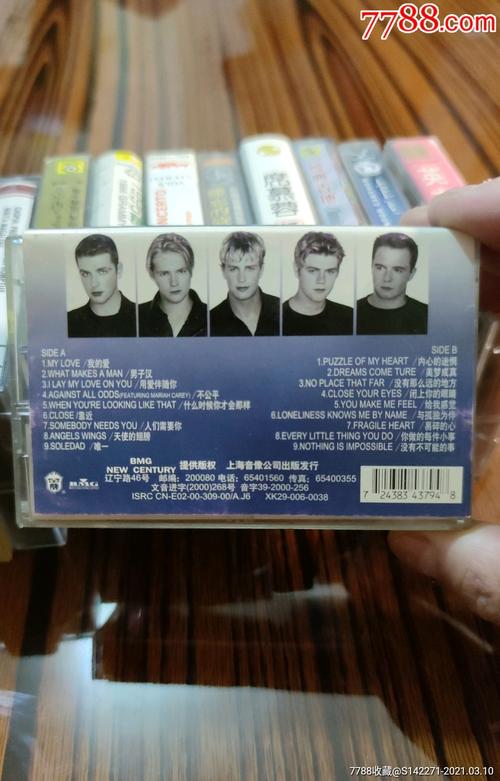 7788.com
SIDE A
1.MY LOVE /我的爱
2.WHAT MAKES A MAN /男子汉
3.I LAY MY LOVE ON YOU /用爱伴随你
4.AGAINST ALL ODDS(FEATURING MARIAH CAREY) /不公平
5.WHEN YOU'RE LOOKING LIKE THAT /什么时候你才会那样
6.CLOSE /靠近
7.SOMEBODY NEEDS YOU /人们需要你
8.ANGELS WINGS /天使的翅膀
9.SOLEDAD /唯一
SIDE B
1.PUZZLE OF MY HEART /内心的迷惘
2.DREAMS COME TURE /美梦成真
3.NO PLACE THAT FAR /没有那么远的地方
4.CLOSE YOUR EYES /闭上你的眼睛
5.YOU MAKE ME FEEL /给我感觉
6.LONELINESS KNOWS ME BY NAME /与孤独为伴
7.FRAGILE HEART /易碎的心
8.EVERY LITTLE THING YOU DO /你做的每件小事
9.NOTHING IS IMPOSSIBLE /没有不可能的事
BMG
NEW CENTURY 提供版权 上海音像公司出版发行
辽宁路46号 邮编：200080 电话：65401560 传真：65400355
文音进字(2000)268号 音字39-2000-256
ISRC CN-E02-00-309-00/A.J6 XK29-006-0038
BMG
7 24383 43794 8
7788收藏@S142271-2021.03.10